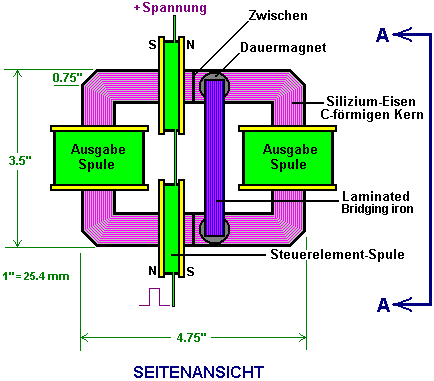 +Spannung
S N
Zwischen
Dauermagnet
A
0.75"
Silizium-Eisen
C-förmigen Kern
Ausgabe
Spule
3.5"
Ausgabe
Spule
Laminated
Bridging iron
Steuerelement-Spule
N S
1" = 25.4 mm
A
4.75"
SEITENANSICHT